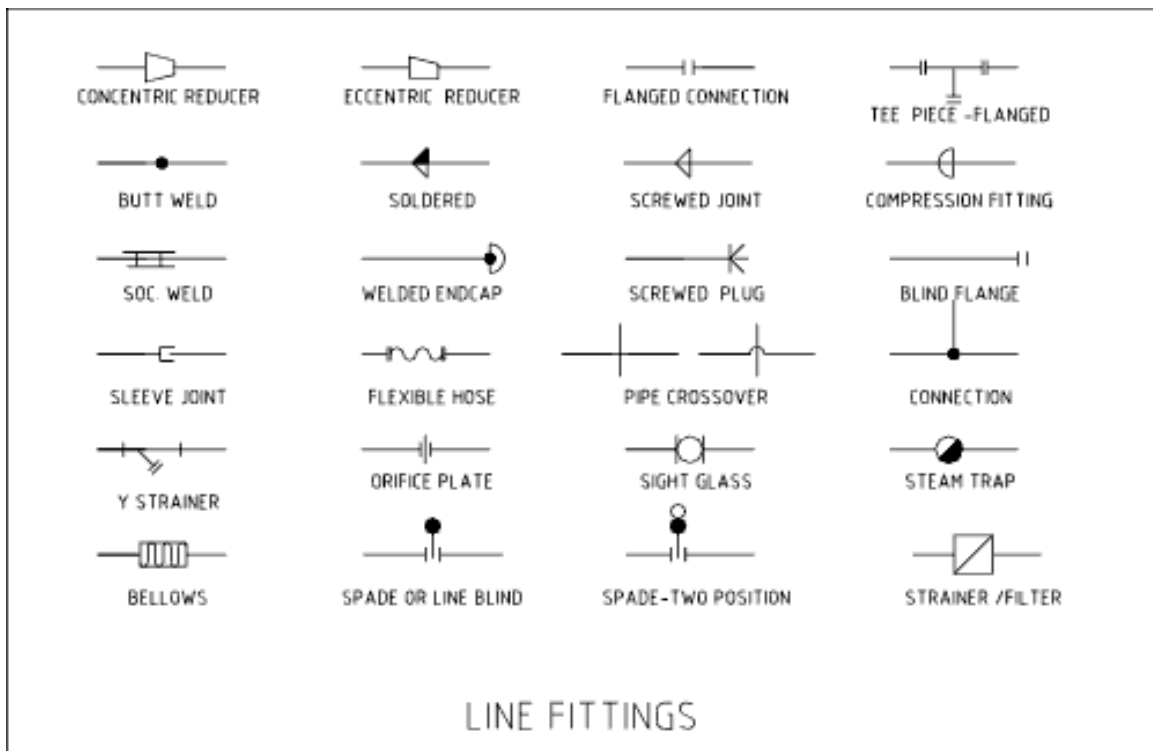 CONCENTRIC REDUCER
ECCENTRIC REDUCER
FLANGED CONNECTION
TEE PIECE -FLANGED
BUTT WELD
SOLDERED
SCREWED JOINT
COMPRESSION FITTING
SOC. WELD
WELDED ENDCAP
SCREWED PLUG
BLIND FLANGE
SLEEVE JOINT
FLEXIBLE HOSE
PIPE CROSSOVER
CONNECTION
Y STRAINER
ORIFICE PLATE
SIGHT GLASS
STEAM TRAP
BELLOWS
SPADE OR LINE BLIND
SPADE-TWO POSITION
STRAINER /FILTER
LINE FITTINGS